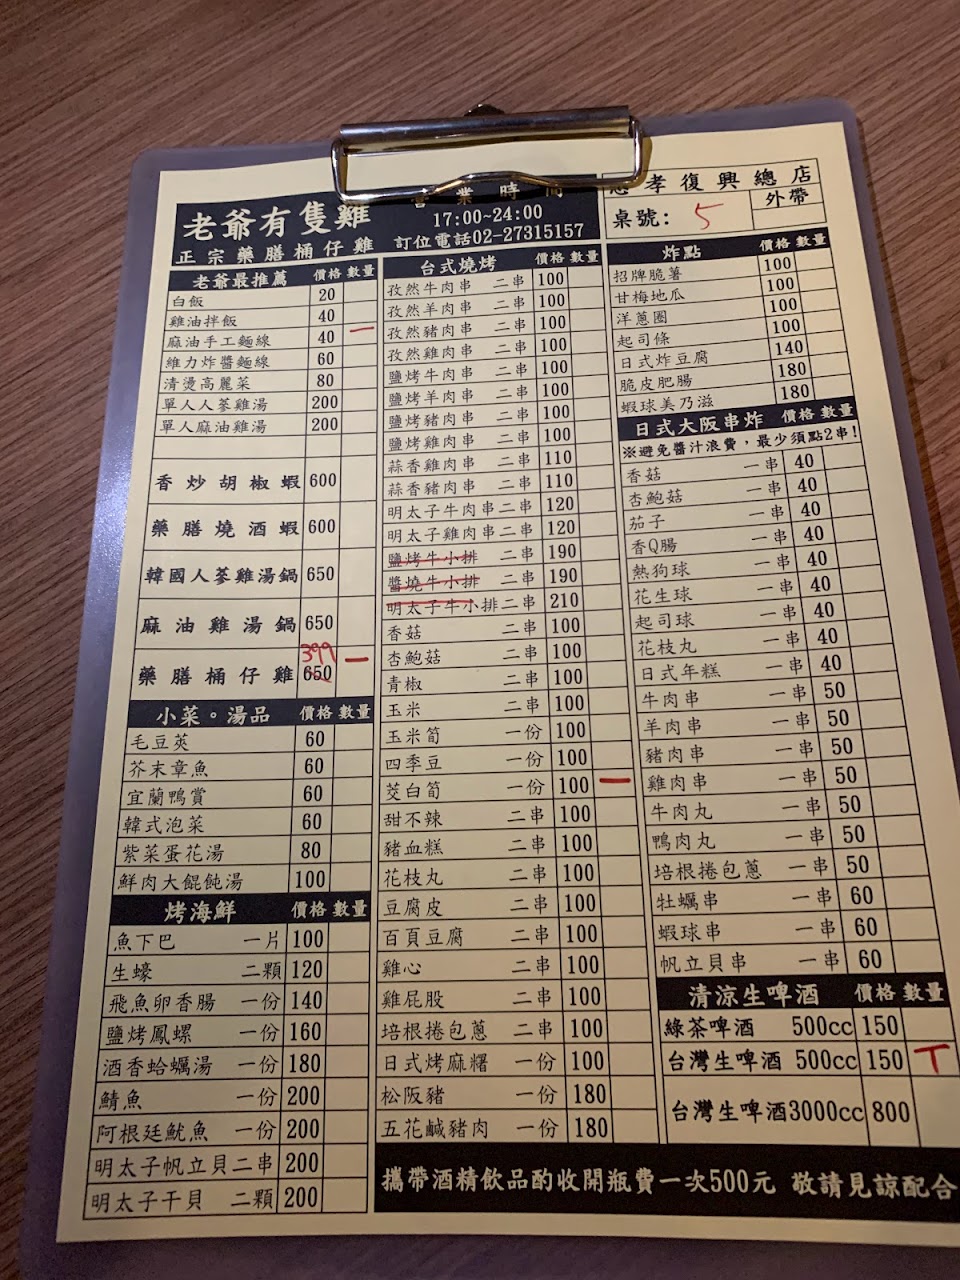 老爺有隻雞
正宗藥膳桶仔雞
營業時間
17:00~24:00
訂位電話02-27315157
忠孝復興總店
桌號: 5
外帶
老爺最推薦 價格 數量
白飯 20
雞油拌飯 40
麻油手工麵線 40 一
維力炸醬麵線 60
清燙高麗菜 80
單人人蔘雞湯 200
單人麻油雞湯 200
香炒胡椒蝦 600
藥膳燒酒蝦 600
韓國人蔘雞湯鍋 650
麻油雞湯鍋 650
藥膳桶仔雞 650 399 一
小菜。湯品 價格 數量
毛豆莢 60
芥末章魚 60
宜蘭鴨賞 60
韓式泡菜 60
紫菜蛋花湯 80
鮮肉大餛飩湯 100
烤海鮮 價格 數量
魚下巴 一片 100
生蠔 二顆 120
飛魚卵香腸 一份 140
鹽烤鳳螺 一份 160
酒香蛤蠣湯 一份 180
鯖魚 一份 200
阿根廷魷魚 一份 200
明太子帆立貝二串 200
明太子干貝 二顆 200
台式燒烤 價格 數量
孜然牛肉串 二串 100
孜然羊肉串 二串 100
孜然豬肉串 二串 100
孜然雞肉串 二串 100
鹽烤牛肉串 二串 100
鹽烤羊肉串 二串 100
鹽烤豬肉串 二串 100
鹽烤雞肉串 二串 100
蒜香雞肉串 二串 110
蒜香豬肉串 二串 110
明太子牛肉串二串 120
明太子雞肉串二串 120
鹽烤牛小排 二串 190
醬燒牛小排 二串 190
明太子牛小排二串 210
香菇 二串 100
杏鮑菇 二串 100
青椒 二串 100
玉米 二串 100
玉米筍 一份 100
四季豆 一份 100
茭白筍 一份 100 一
甜不辣 二串 100
豬血糕 二串 100
花枝丸 二串 100
豆腐皮 二串 100
百頁豆腐 二串 100
雞心 二串 100
雞屁股 二串 100
培根捲包蔥 二串 100
日式烤麻糬 一份 100
松阪豬 一份 180
五花鹹豬肉 一份 180
炸點 價格 數量
招牌脆薯 100
甘梅地瓜 100
洋蔥圈 100
起司條 100
日式炸豆腐 140
脆皮肥腸 180
蝦球美乃滋 180
日式大阪串炸 價格 數量
※避免醬汁浪費，最少須點2串!
香菇 一串 40
杏鮑菇 一串 40
茄子 一串 40
香Q腸 一串 40
熱狗球 一串 40
花生球 一串 40
起司球 一串 40
花枝丸 一串 40
日式年糕 一串 40
牛肉串 一串 50
羊肉串 一串 50
豬肉串 一串 50
雞肉串 一串 50
牛肉丸 一串 50
鴨肉丸 一串 50
培根捲包蔥 一串 50
牡蠣串 一串 60
蝦球串 一串 60
帆立貝串 一串 60
清涼生啤酒 價格 數量
綠茶啤酒 500cc 150
台灣生啤酒 500cc 150 T
台灣生啤酒3000cc 800
攜帶酒精飲品酌收開瓶費一次500元 敬請見諒配合